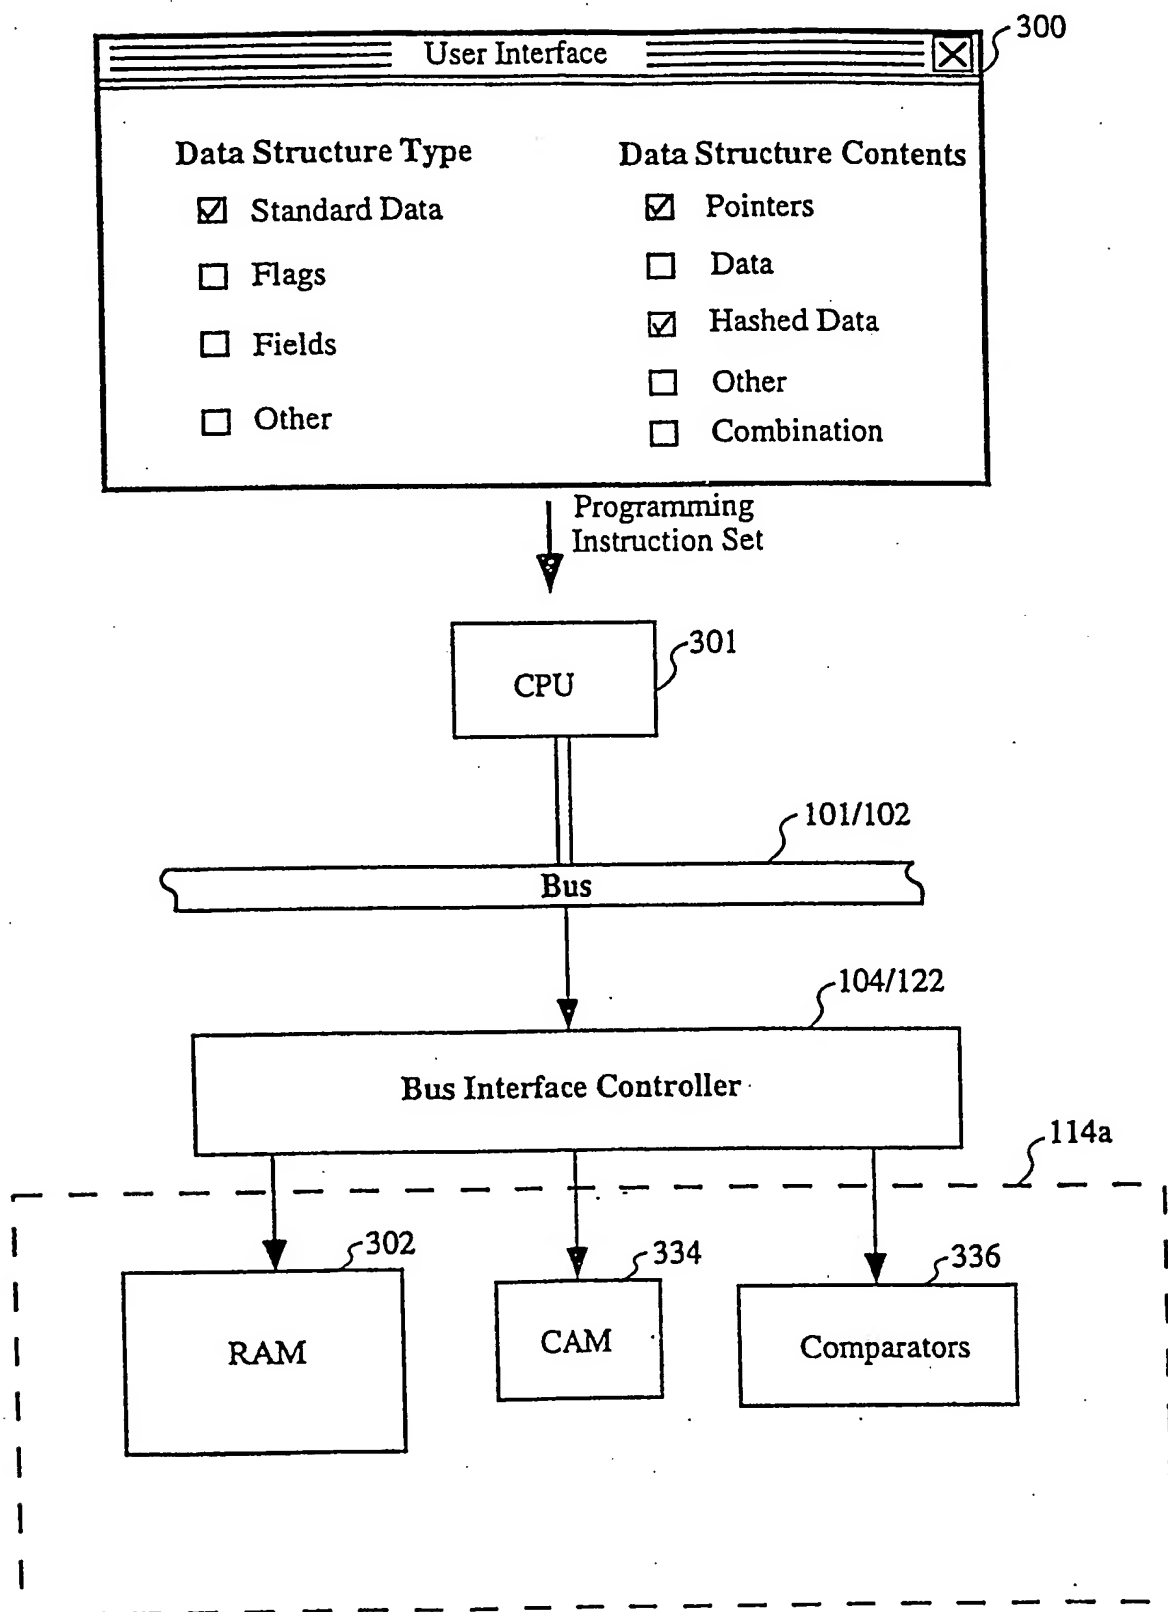 300
User Interface
Data Structure Type
Standard Data
Flags
Fields
Other
Data Structure Contents
Pointers
Data
Hashed Data
Other
Combination
Programming
Instruction Set
301
CPU
101/102
Bus
104/122
Bus Interface Controller
114a
302
RAM
334
CAM
336
Comparators